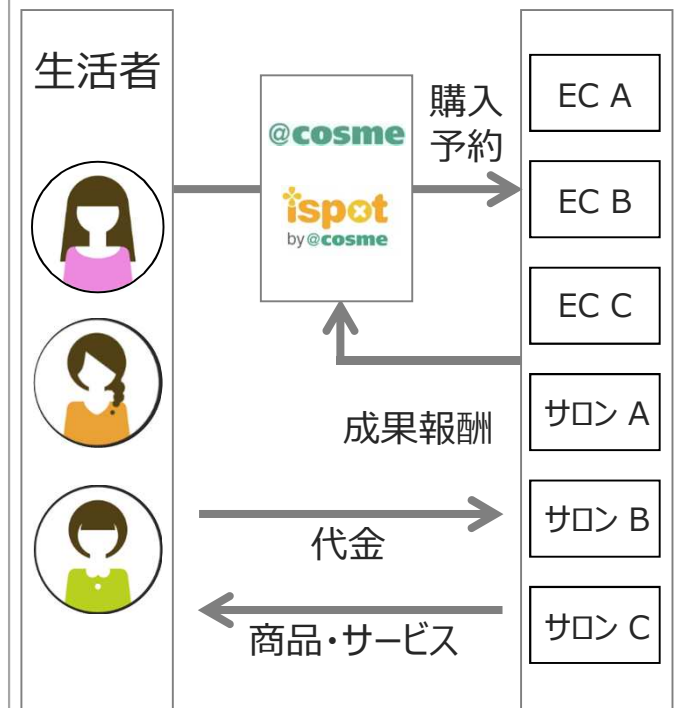 生活者
@cosme
ispot
by@cosme
購入
予約
EC A
EC B
EC C
成果報酬
サロン A
代金
サロン B
商品・サービス
サロン C